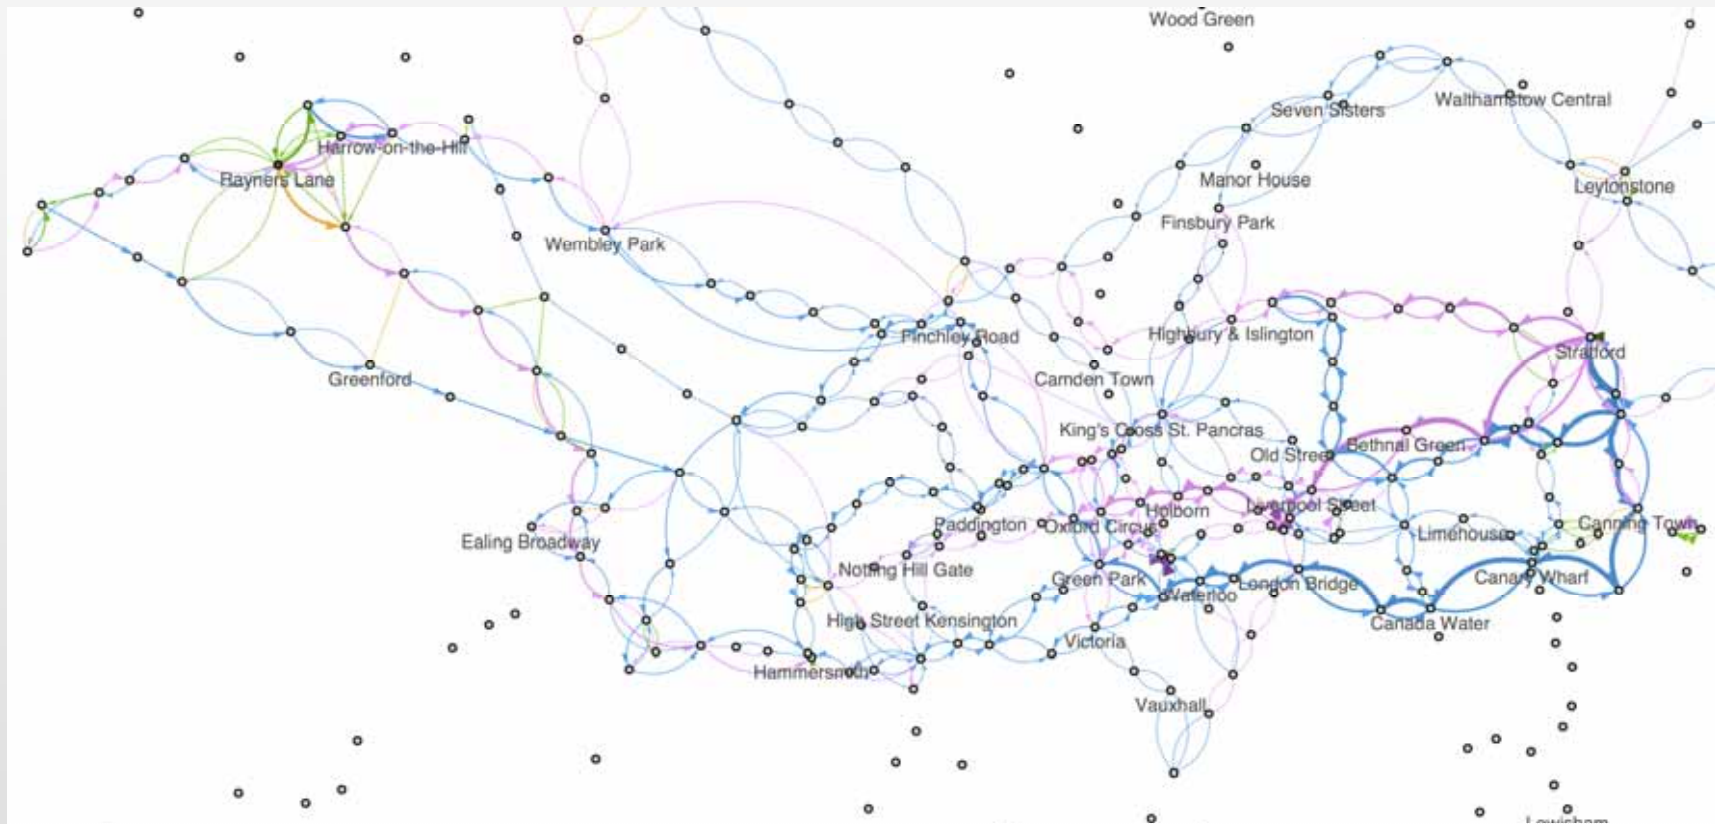 Wood Green
Walthamstow Central
Seven Sisters
Harrow-on-the-Hill
Rayners Lane
Manor House
Leytonstone
Finsbury Park
Wembley Park
Highbury & Islington
Finchley Road
Stratford
Greenford
Camden Town
King's Cross St. Pancras
Bethnal Green
Old Street
Liverpool Street
Holborn
Paddington
Oxford Circus
Canning Town
Limehouse
Ealing Broadway
Notting Hill Gate
Green Park
London Bridge
Canary Wharf
Waterloo
High Street Kensington
Canada Water
Victoria
Hammersmith
Vauxhall
Lewisham